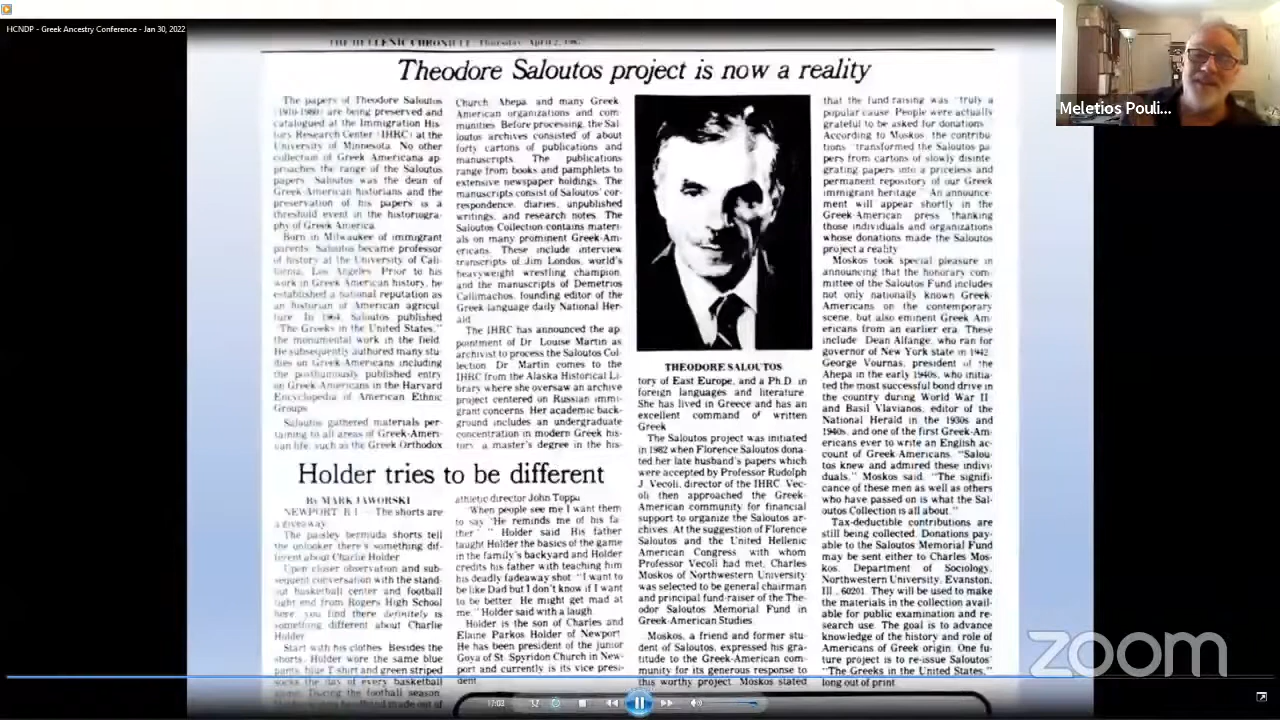 HCNDP - Greek Ancestry Conference - Jan 30, 2022
THE HELLENIC CHRONICLE, Thursday, April 2,
Theodore Saloutos project is now a reality
The papers of Theodore Saloutos
(1910-1980) are being preserved and
catalogued at the Immigration His-
tory Research Center (IHRC) at the
University of Minnesota. No other
collection of Greek Americana ap-
proaches the range of the Saloutos
papers. Saloutos was the dean of
Greek-American historians and the
preservation of his papers is a
threshold event in the historiogra-
phy of Greek America.
Born in Milwaukee of immigrant
parents, Saloutos became professor
of history at the University of Cali-
fornia, Los Angeles. Prior to his
work in Greek American history, he
established a national reputation as
an historian of American agricul-
ture. In 1964, Saloutos published
"The Greeks in the United States,"
the monumental work in the field.
He subsequently authored many stu-
dies on Greek-Americans including
the posthumously published entry
on Greek-Americans in the Harvard
Encyclopedia of American Ethnic
Groups.
Saloutos gathered materials per-
taining to all areas of Greek-Ameri-
can life, such as the Greek Orthodox
Church, Ahepa, and many Greek
American organizations and com-
munities. Before processing, the Sal-
outos archives consisted of about
forty cartons of publications and
manuscripts. The publications
range from books and pamphlets to
extensive newspaper holdings. The
manuscripts consist of Saloutos' cor-
respondence, diaries, unpublished
writings, and research notes. The
Saloutos Collection contains materi-
als on many prominent Greek-Am-
ericans. These include interview
transcripts of Jim Londos, world's
heavyweight wrestling champion,
and the manuscripts of Demetrios
Callimachos, founding editor of the
Greek language daily National Her-
ald.
The IHRC has announced the ap-
pointment of Dr. Louise Martin as
archivist to process the Saloutos Col-
lection. Dr. Martin comes to the
IHRC from the Alaska Historical Li-
brary where she oversaw an archive
project centered on Russian immi-
grant concerns. Her academic back-
ground includes an undergraduate
concentration in modern Greek his-
tory, a master's degree in the his-
THEODORE SALOUTOS
tory of East Europe, and a Ph.D. in
foreign languages and literature.
She has lived in Greece and has an
excellent command of written
Greek.
The Saloutos project was initiated
in 1982 when Florence Saloutos dona-
ted her late husband's papers which
were accepted by Professor Rudolph
J. Vecoli, director of the IHRC. Vec-
oli then approached the Greek-
American community for financial
support to organize the Saloutos ar-
chives. At the suggestion of Florence
Saloutos and the United Hellenic
American Congress with whom
Professor Vecoli had met, Charles
Moskos of Northwestern University
was selected to be general chairman
and principal fund-raiser of the The-
odor Saloutos Memorial Fund in
Greek-American Studies.
Moskos, a friend and former stu-
dent of Saloutos, expressed his gra-
titude to the Greek-American com-
munity for its generous response to
this worthy project. Moskos stated
that the fund raising was "truly a
popular cause. People were actually
grateful to be asked for donations."
According to Moskos, the contribu-
tions "transformed the Saloutos pa-
pers from cartons of slowly disinte-
grating papers into a priceless and
permanent repository of our Greek
immigrant heritage." An announce-
ment will appear shortly in the
Greek-American press "thanking
those individuals and organizations
whose donations made the Saloutos
project a reality.
Moskos took special pleasure in
announcing that the honorary com-
mittee of the Saloutos Fund includes
not only nationally known Greek-
Americans on the contemporary
scene, but also eminent Greek Am-
ericans from an earlier era. These
include Dean Alfange, who ran for
governor of New York state in 1942;
George Vournas, president of the
Ahepa in the early 1940s, who initia-
ted the most successful bond drive in
the country during World War II;
and Basil Vlavianos, editor of the
National Herald in the 1930s and
1940s, and one of the first Greek-Am-
ericans ever to write an English ac-
count of Greek Americans. "Salou-
tos knew and admired these indivi-
duals," Moskos said. "The signifi-
cance of these men as well as others
who have passed on is what the Sal-
outos Collection is all about."
Tax-deductible contributions are
still being collected. Donations pay-
able to the Saloutos Memorial Fund
may be sent either to Charles Mos-
kos, Department of Sociology,
Northwestern University, Evanston,
Ill., 60201. They will be used to make
the materials in the collection avail-
able for public examination and re-
search use. The goal is to advance
knowledge of the history and role of
Americans of Greek origin. One fu-
ture project is to re-issue Saloutos'
"The Greeks in the United States,"
long out of print.
Holder tries to be different
By MARK JAWORSKI
NEWPORT, R.I. - The shorts are
a giveaway.
The paisley bermuda shorts tell
the onlooker there's something dif-
ferent about Charlie Holder.
Upon closer observation and sub-
sequent conversation with the stand-
out basketball center and football
tight end from Rogers High School
here, you find there definitely is
something different about Charlie
Holder.
Start with his clothes. Besides the
shorts, Holder wore the same blue
pants, blue T-shirt and green striped
socks the day of every basketball
During the football season,
athletic director John Toppa
"When people see me I want them
to say 'He reminds me of his fa-
ther'," Holder said. His father
taught Holder the basics of the game
in the family's backyard and Holder
credits his father with teaching him
his deadly fadeaway shot. "I want to
be like Dad but I don't know if I want
to be better. He might get mad at
me," Holder said with a laugh.
Holder is the son of Charles and
Elaine Parkos Holder of Newport.
He has been president of the junior
Goya of St. Spyridon Church in New-
port and currently is its vice presi-
dent.
Meletios Pouli...
zoom
17:03